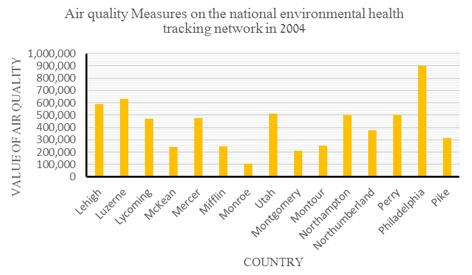 Air quality Measures on the national environmental health
tracking network in 2004
VALUE OF AIR QUALITY
1,000,000
900,000
800,000
700,000
600,000
500,000
400,000
300,000
200,000
100,000
0
Lehigh
Luzerne
Lycoming
McKean
Mercer
Mifflin
Monroe
Utah
Montgomery
Montour
Northampton
Northumberland
Perry
Philadelphia
Pike
COUNTRY